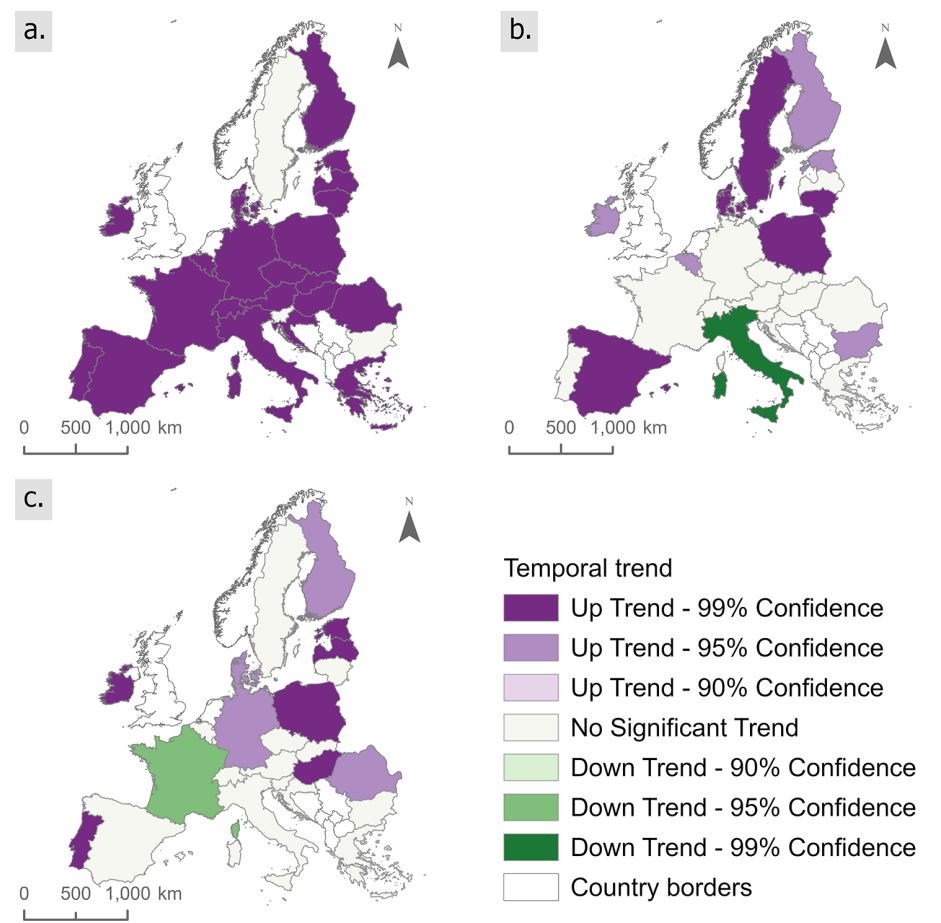 a.
N
0 500 1,000 km
b.
N
0 500 1,000 km
c.
N
0 500 1,000 km
Temporal trend
Up Trend - 99% Confidence
Up Trend - 95% Confidence
Up Trend - 90% Confidence
No Significant Trend
Down Trend - 90% Confidence
Down Trend - 95% Confidence
Down Trend - 99% Confidence
Country borders